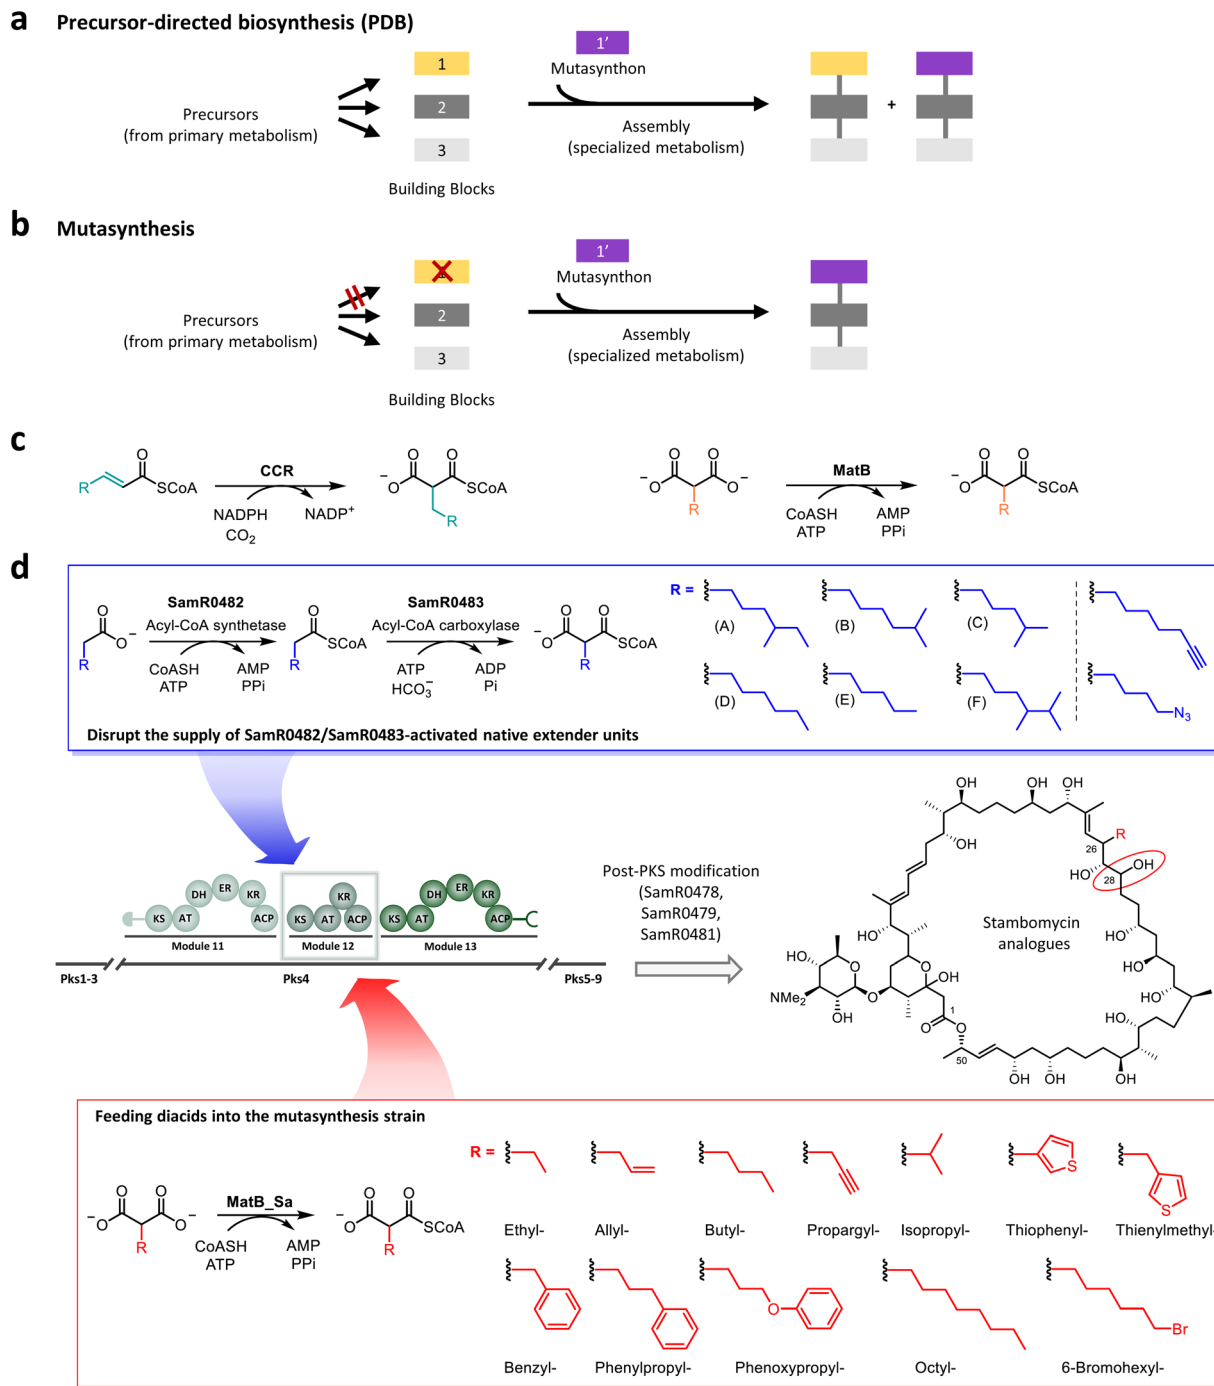 a Precursor-directed biosynthesis (PDB)
1
2
3
Precursors
(from primary metabolism)
Building Blocks
1’
Mutasynthon
Assembly
(specialized metabolism)
+
b Mutasynthesis
2
3
Precursors
(from primary metabolism)
Building Blocks
1’
Mutasynthon
Assembly
(specialized metabolism)
c
R
O
SCoA
CCR
NADPH
CO2
NADP+
O O
−O SCoA
R
O O
−O O−
R
MatB
CoASH
ATP
AMP
PPi
O O
−O SCoA
R
d
O
O−
R
SamR0482
Acyl-CoA synthetase
CoASH
ATP
AMP
PPi
O
SCoA
R
SamR0483
Acyl-CoA carboxylase
ATP
HCO3−
ADP
Pi
O O
−O SCoA
R
R =
(A)
(B)
(C)
(D)
(E)
(F)
N3
Disrupt the supply of SamR0482/SamR0483-activated native extender units
KS AT DH ER KR ACP
Module 11
KS AT KR ACP
Module 12
KS AT DH ER KR ACP
Module 13
Pks1-3
Pks4
Pks5-9
Post-PKS modification
(SamR0478,
SamR0479,
SamR0481)
OH
OH
OH
OH
OH
R
26
HO
28
OH
Stambomycin
analogues
OH
HO
HO
HO
OH
OH
OH
OH
OH
50
O
O
1
OH
O
O
O
HO
HO
NMe2
OH
Feeding diacids into the mutasynthesis strain
O O
−O O−
R
MatB_Sa
CoASH
ATP
AMP
PPi
O O
−O SCoA
R
R =
S
S
Ethyl- Allyl- Butyl- Propargyl- Isopropyl- Thiophenyl- Thienylmethyl-
O
Br
Benzyl- Phenylpropyl- Phenoxypropyl- Octyl- 6-Bromohexyl-